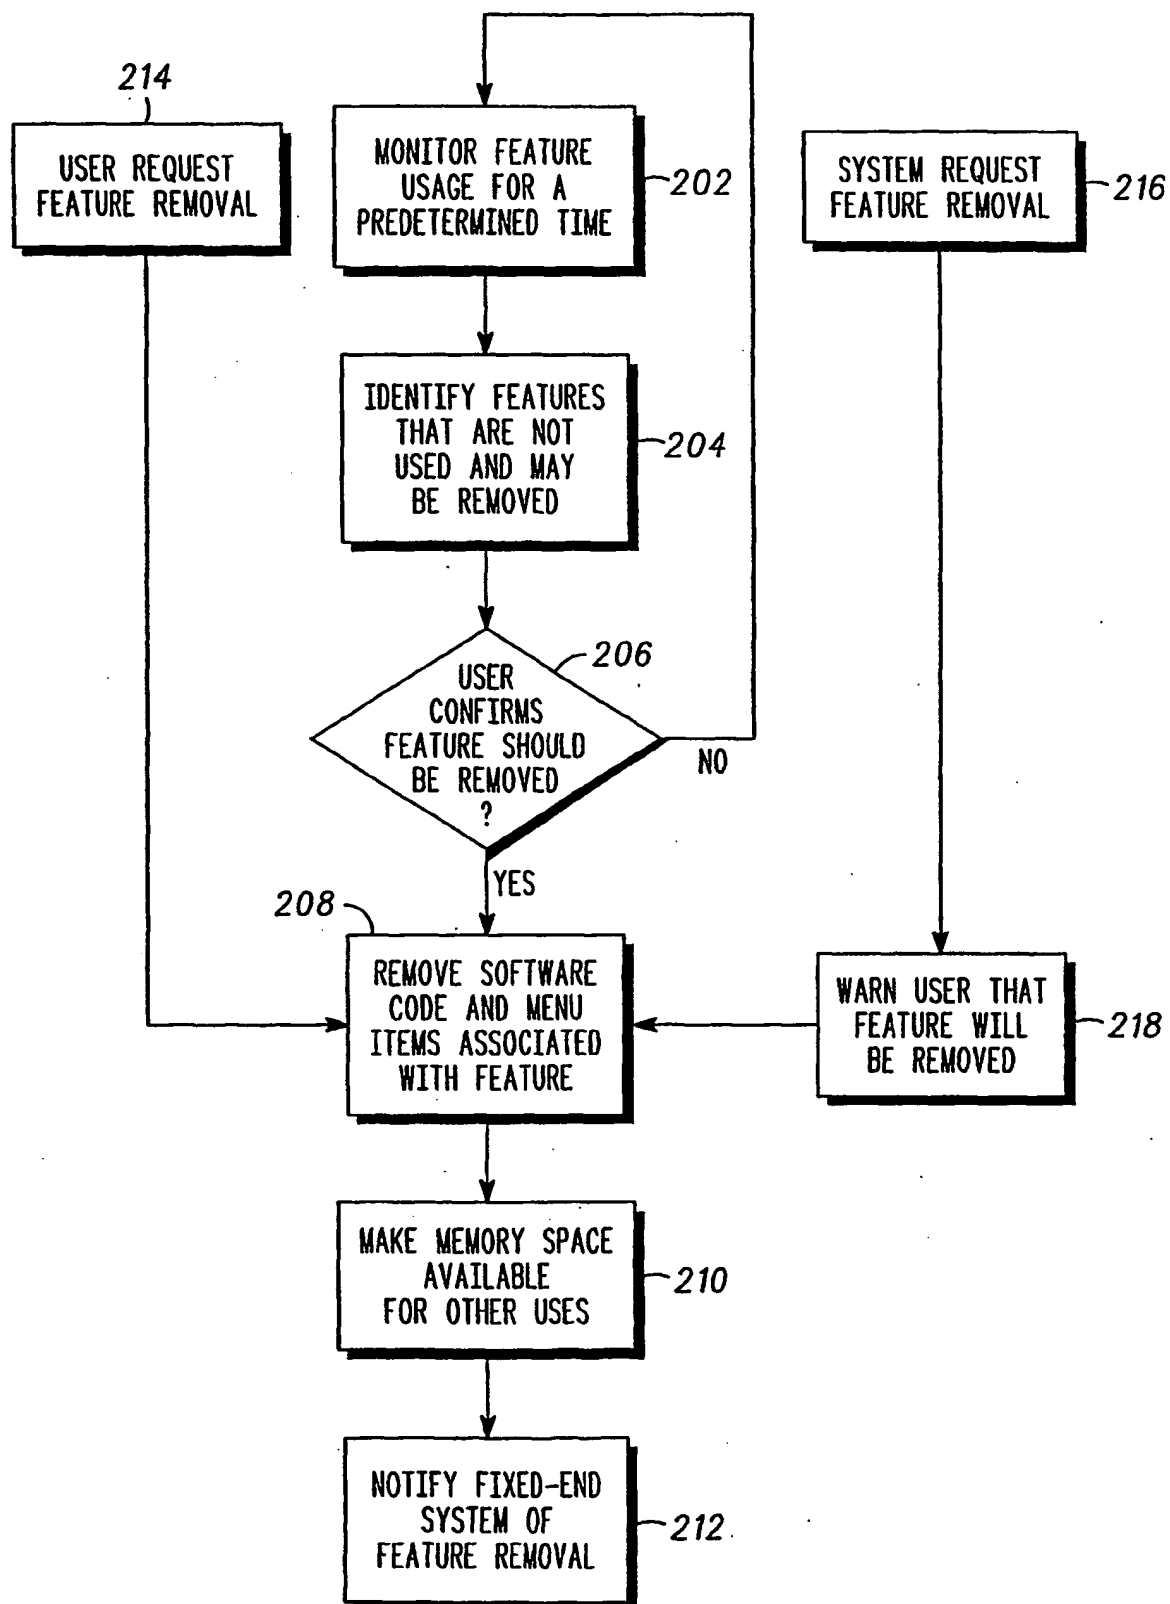 214
USER REQUEST
FEATURE REMOVAL
MONITOR FEATURE
USAGE FOR A
PREDETERMINED TIME
202
SYSTEM REQUEST
FEATURE REMOVAL
216
IDENTIFY FEATURES
THAT ARE NOT
USED AND MAY
BE REMOVED
204
206
USER
CONFIRMS
FEATURE SHOULD
BE REMOVED
?
NO
YES
208
REMOVE SOFTWARE
CODE AND MENU
ITEMS ASSOCIATED
WITH FEATURE
WARN USER THAT
FEATURE WILL
BE REMOVED
218
MAKE MEMORY SPACE
AVAILABLE
FOR OTHER USES
210
NOTIFY FIXED-END
SYSTEM OF
FEATURE REMOVAL
212